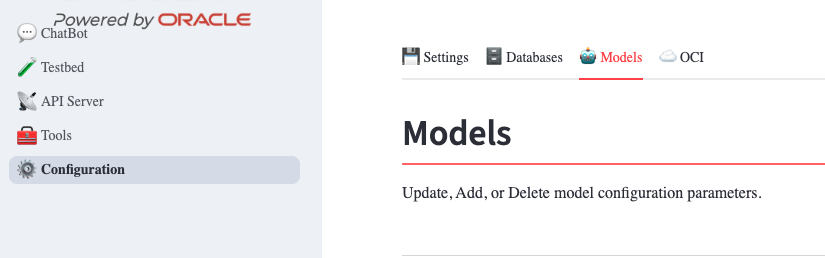 Powered by ORACLE
ChatBot
Testbed
API Server
Tools
Configuration
Settings Databases Models OCI
Models
Update, Add, or Delete model configuration parameters.